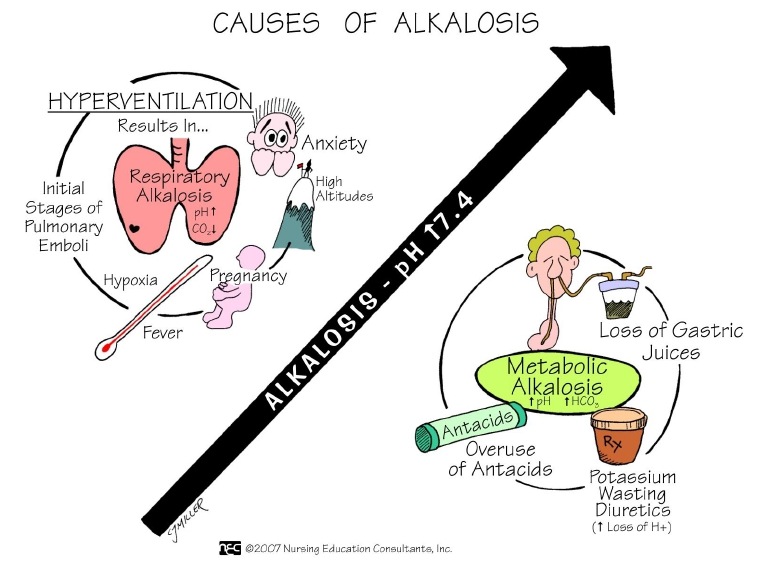 CAUSES OF ALKALOSIS
HYPERVENTILATION
Results In...
Respiratory
Alkalosis
pH↑
CO₂↓
Anxiety
High
Altitudes
Initial
Stages of
Pulmonary
Emboli
Hypoxia
Pregnancy
Fever
ALKALOSIS - pH ↑7.4
Loss of Gastric
Juices
Metabolic
Alkalosis
↑pH ↑HCO₃
Antacids
Overuse
of Antacids
Rx
Potassium
Wasting
Diuretics
(↑ Loss of H+)
CJMILLER
nec ©2007 Nursing Education Consultants, Inc.